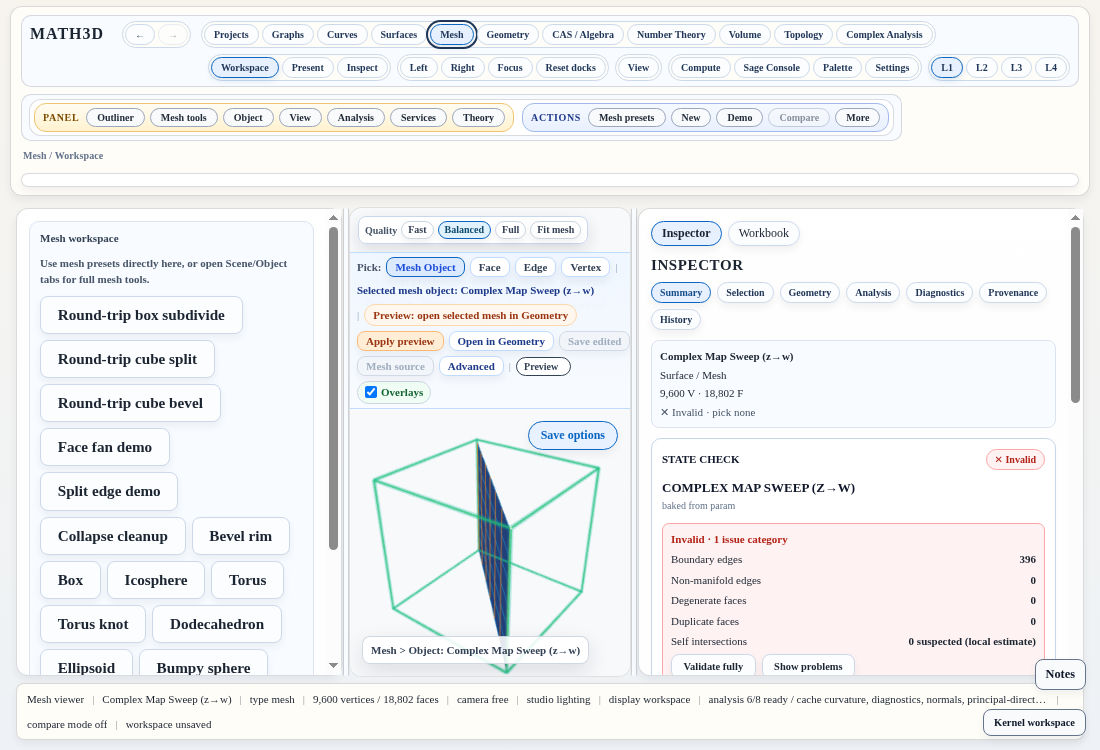 MATH3D ← → Projects Graphs Curves Surfaces Mesh Geometry CAS / Algebra Number Theory Volume Topology Complex Analysis
Workspace Present Inspect Left Right Focus Reset docks View Compute Sage Console Palette Settings L1 L2 L3 L4
PANEL Outliner Mesh tools Object View Analysis Services Theory ACTIONS Mesh presets New Demo Compare More
Mesh / Workspace
Mesh workspace
Use mesh presets directly here, or open Scene/Object
tabs for full mesh tools.
Round-trip box subdivide
Round-trip cube split
Round-trip cube bevel
Face fan demo
Split edge demo
Collapse cleanup Bevel rim
Box Icosphere Torus
Torus knot Dodecahedron
Ellipsoid Bumpy sphere
Quality Fast Balanced Full Fit mesh
Pick: Mesh Object Face Edge Vertex |
Selected mesh object: Complex Map Sweep (z→w)
| Preview: open selected mesh in Geometry
Apply preview Open in Geometry Save edited
Mesh source Advanced | Preview
Overlays
Save options
Mesh > Object: Complex Map Sweep (z→w)
Inspector Workbook
INSPECTOR
Summary Selection Geometry Analysis Diagnostics Provenance
History
Complex Map Sweep (z→w)
Surface / Mesh
9,600 V · 18,802 F
✕ Invalid · pick none
STATE CHECK ✕ Invalid
COMPLEX MAP SWEEP (Z→W)
baked from param
Invalid · 1 issue category
Boundary edges 396
Non-manifold edges 0
Degenerate faces 0
Duplicate faces 0
Self intersections 0 suspected (local estimate)
Validate fully Show problems
Notes
Mesh viewer | Complex Map Sweep (z→w) | type mesh | 9,600 vertices / 18,802 faces | camera free | studio lighting | display workspace | analysis 6/8 ready / cache curvature, diagnostics, normals, principal-direct… |
compare mode off | workspace unsaved
Kernel workspace